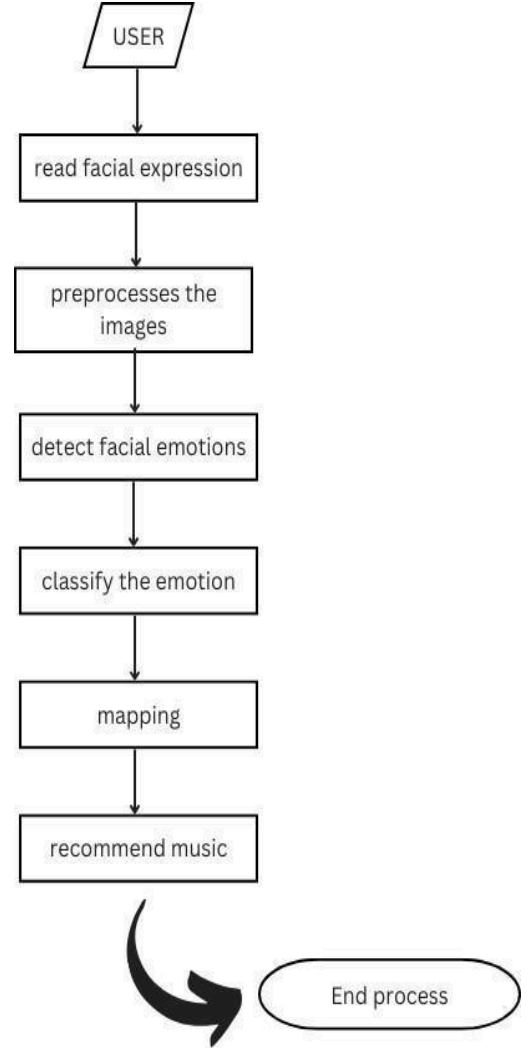 USER
read facial expression
preprocesses the
images
detect facial emotions
classify the emotion
mapping
recommend music
End process